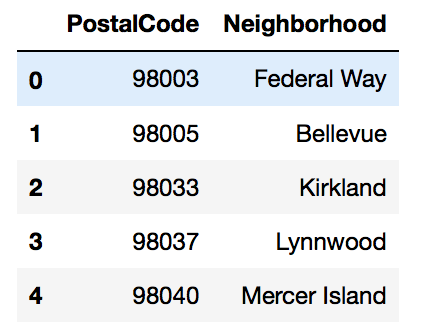 PostalCode Neighborhood
0 98003 Federal Way
1 98005 Bellevue
2 98033 Kirkland
3 98037 Lynnwood
4 98040 Mercer Island